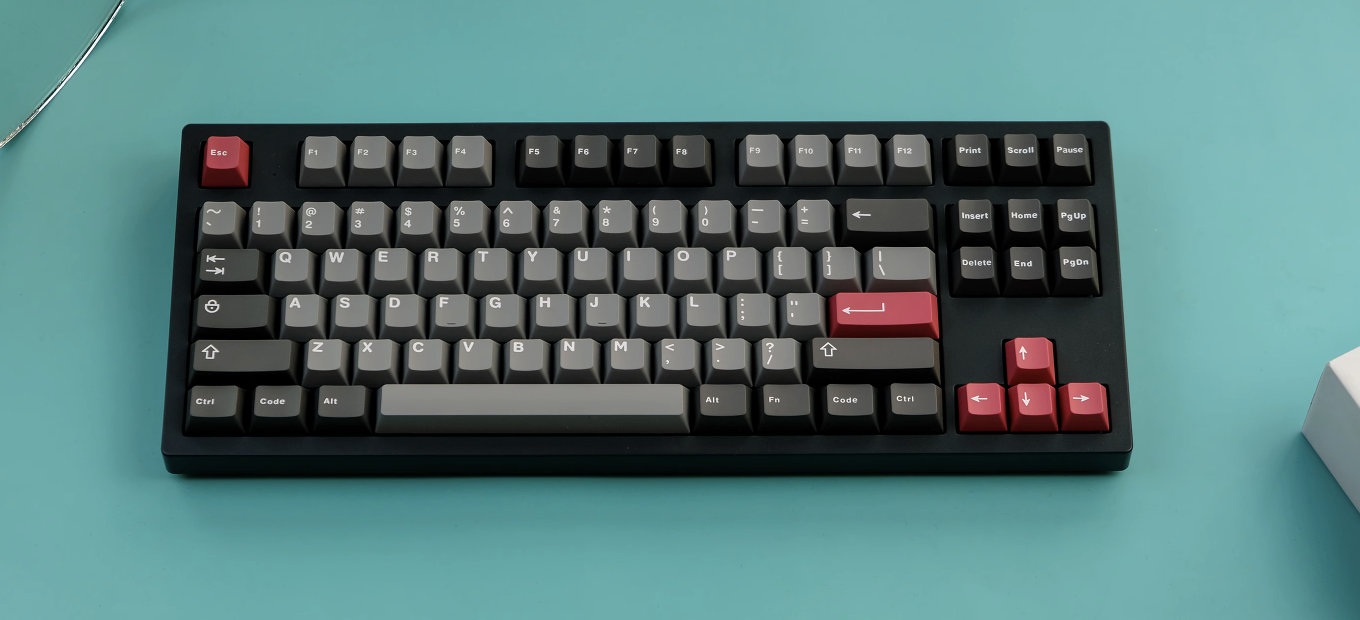 Esc F1 F2 F3 F4 F5 F6 F7 F8 F9 F10 F11 F12 Print Scroll Pause
~ ! @ # $ % ^ & * ( ) — +
` 1 2 3 4 5 6 7 8 9 0 - = ← Insert Home PgUp
⇤ Q W E R T Y U I O P { } |
⇥ [ ] \ Delete End PgDn
A S D F G H J K L : "
_ _ ; '
⇧ Z X C V B N M < > ? ⇧ ↑
, . /
Ctrl Code Alt Alt Fn Code Ctrl ← ↓ →